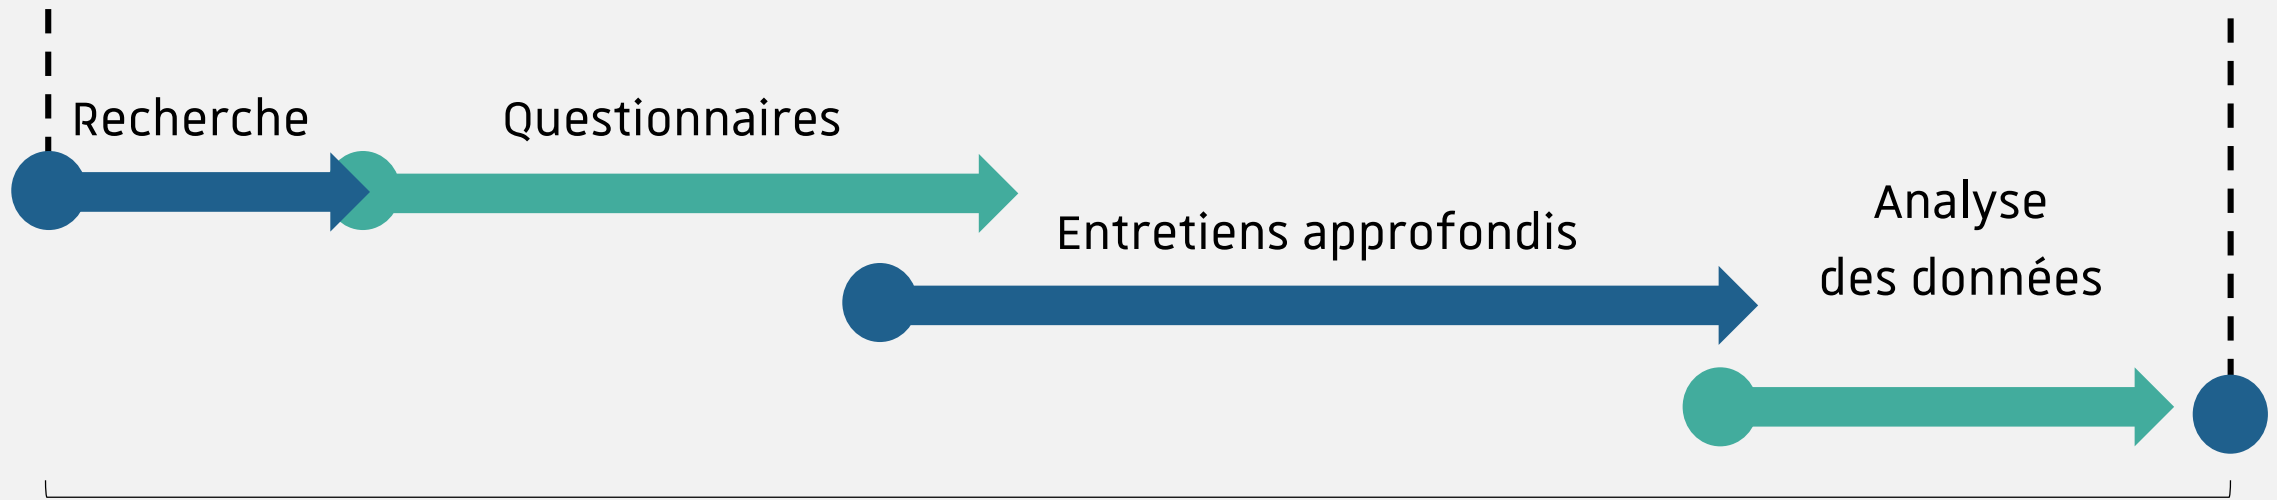 Recherche
Questionnaires
Entretiens approfondis
Analyse
des données